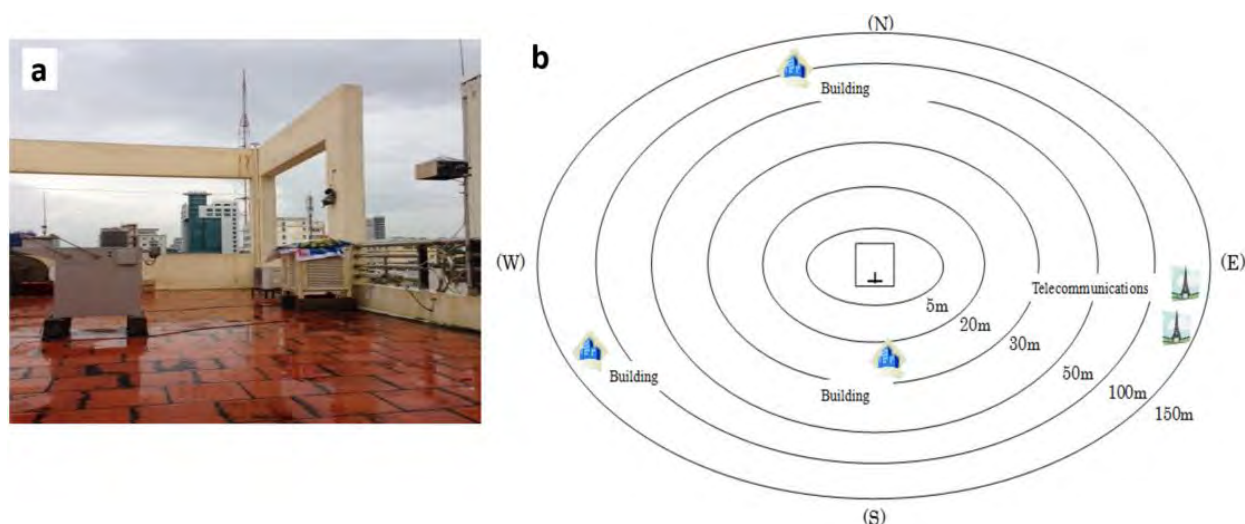 a
b
(N)
Building
(W)
(E)
Telecommunications
5m
20m
30m
Building
50m
Building
100m
150m
(S)